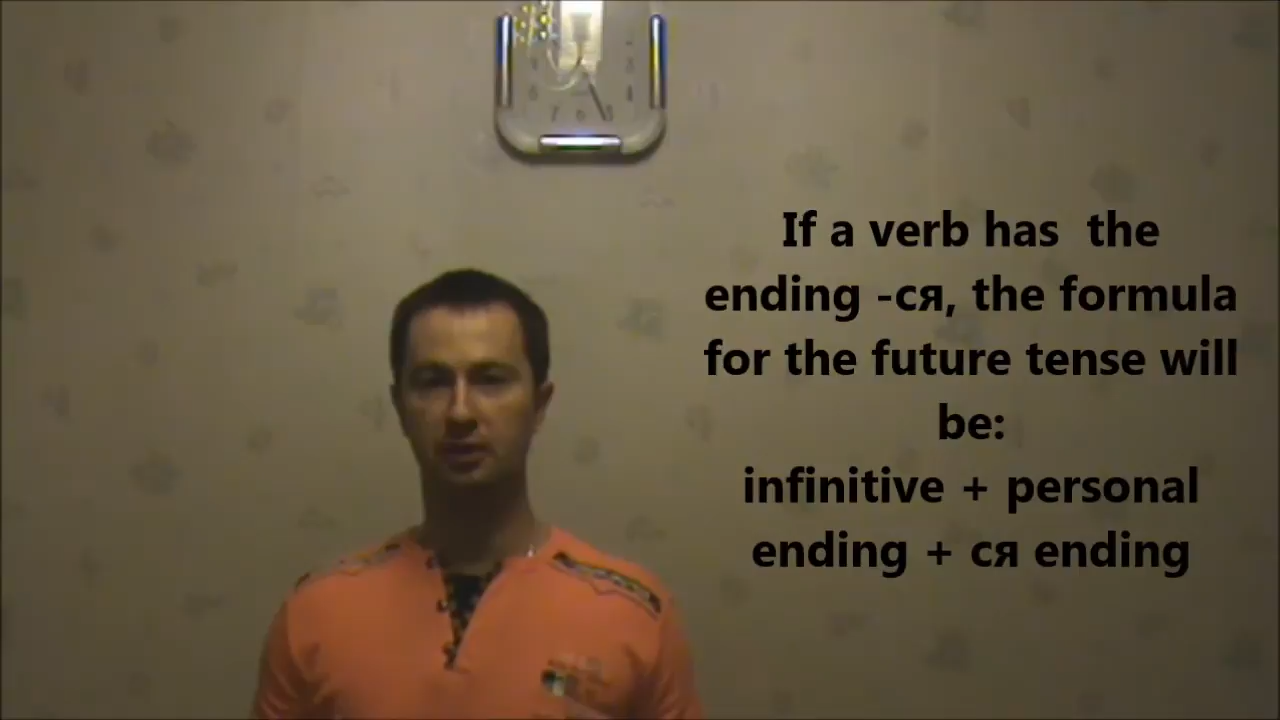 If a verb has  the
ending -ся, the formula
for the future tense will
be:
infinitive + personal
ending + ся ending